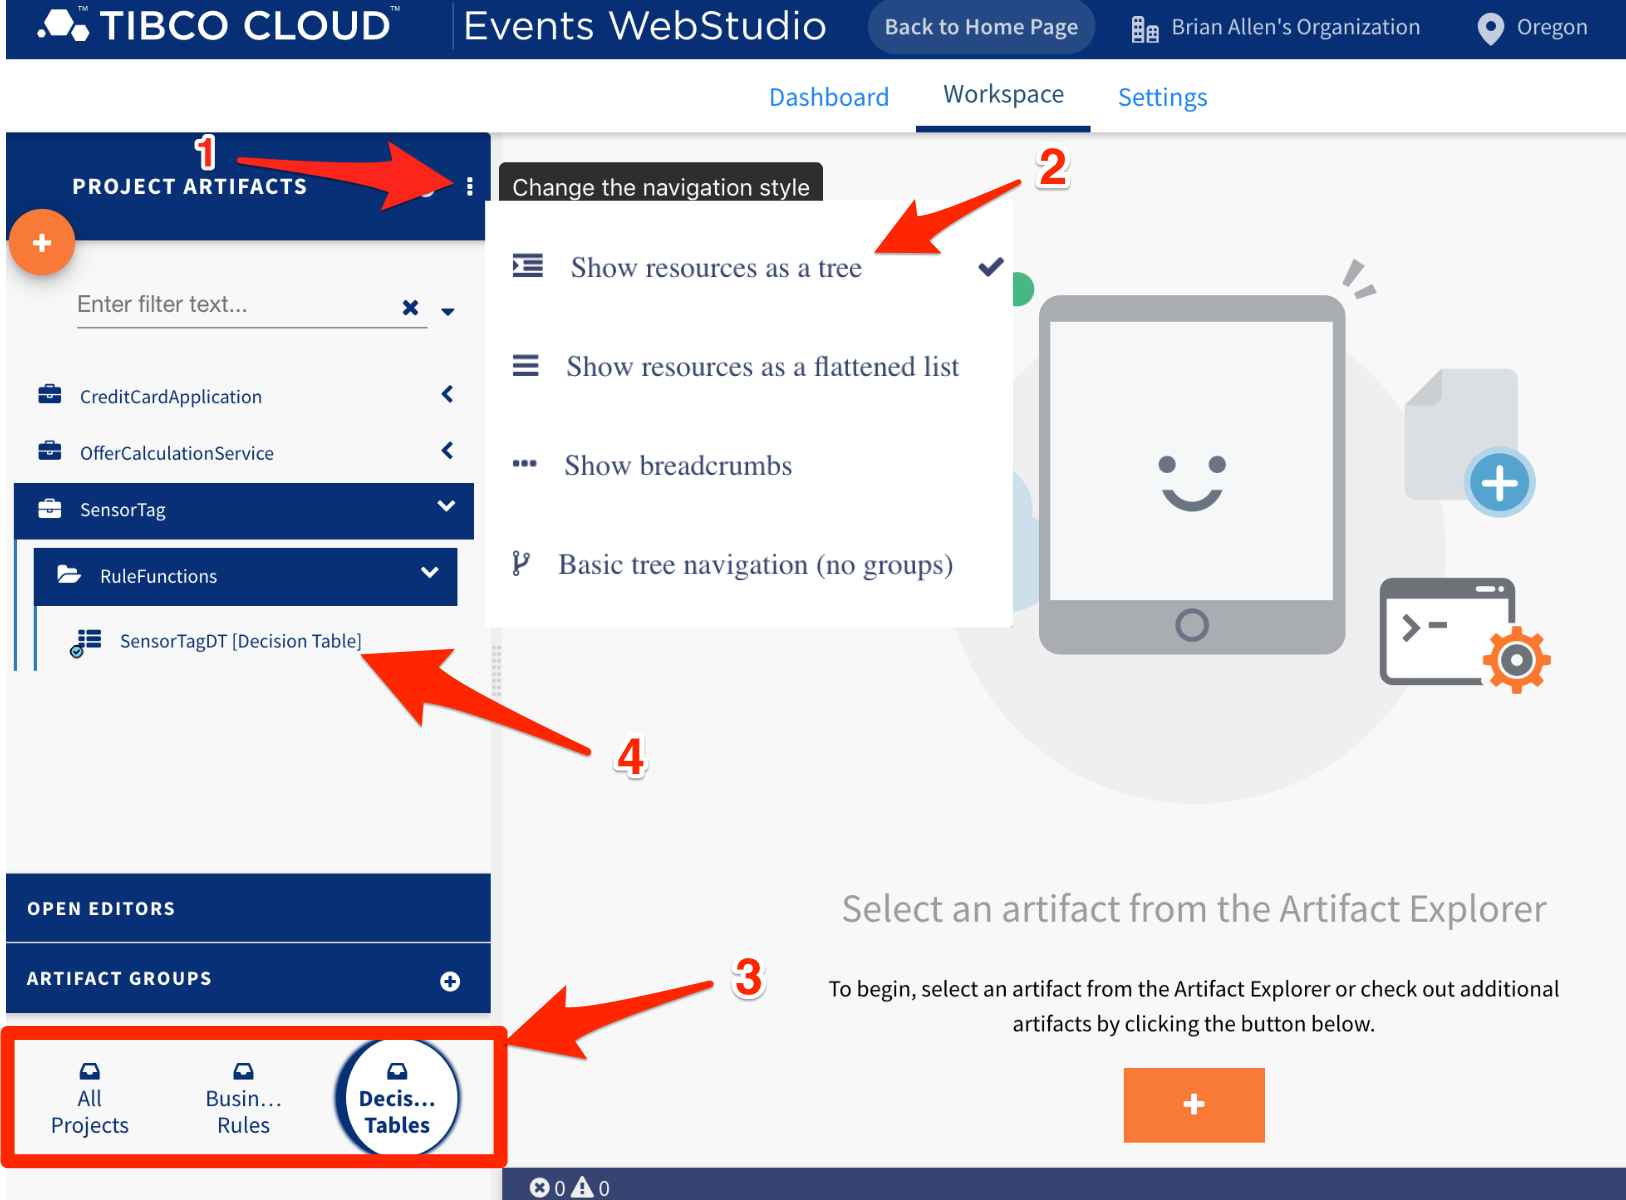 TIBCO CLOUD™ Events WebStudio
Back to Home Page
Brian Allen's Organization
Oregon
Dashboard
Workspace
Settings
1
PROJECT ARTIFACTS
Change the navigation style
2
Enter filter text...
Show resources as a tree
Show resources as a flattened list
Show breadcrumbs
Basic tree navigation (no groups)
CreditCardApplication
OfferCalculationService
SensorTag
RuleFunctions
SensorTagDT [Decision Table]
4
OPEN EDITORS
ARTIFACT GROUPS
3
All
Projects
Busin...
Rules
Decis...
Tables
Select an artifact from the Artifact Explorer
To begin, select an artifact from the Artifact Explorer or check out additional
artifacts by clicking the button below.
0 0